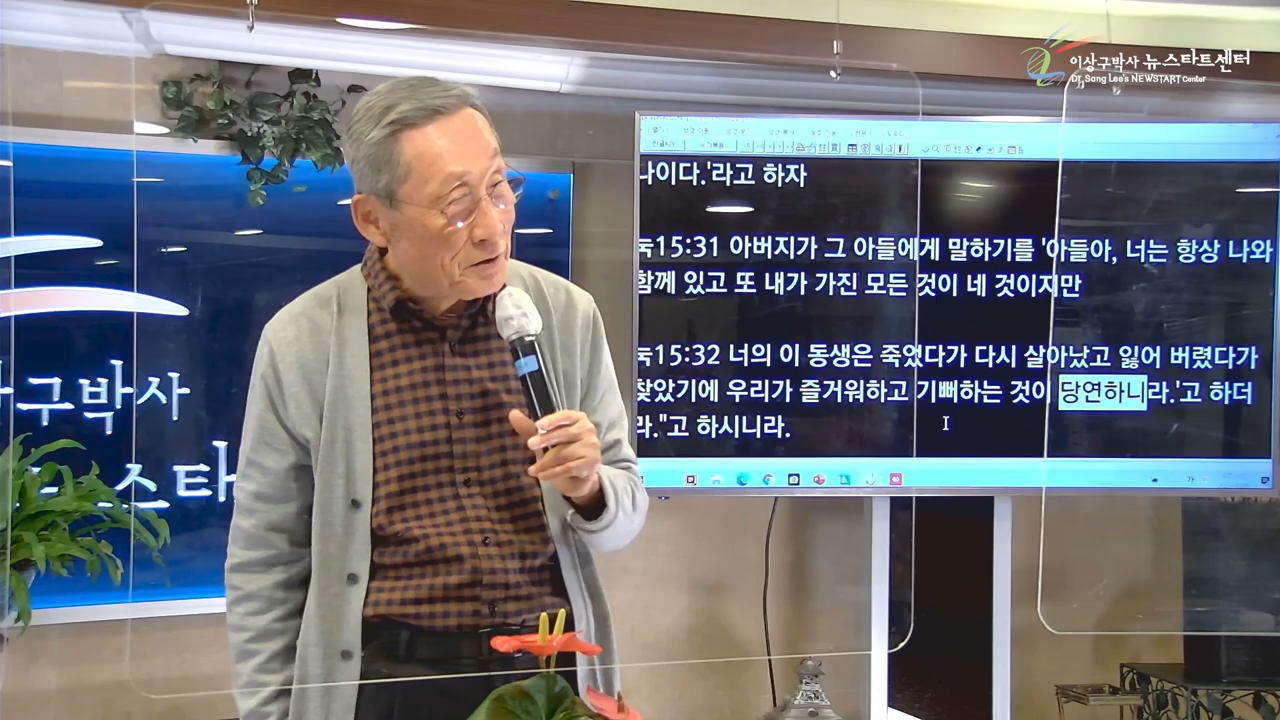 이상구박사 뉴스타트센터
Dr. Sang Lee's NEWSTART Center
나이다.'라고 하자
눅15:31 아버지가 그 아들에게 말하기를 '아들아, 너는 항상 나와
함께 있고 또 내가 가진 모든 것이 네 것이지만
눅15:32 너의 이 동생은 죽었다가 다시 살아났고 잃어 버렸다가
찾았기에 우리가 즐거워하고 기뻐하는 것이 당연하니라.'고 하더
라."고 하시니라.
상구박사
스타